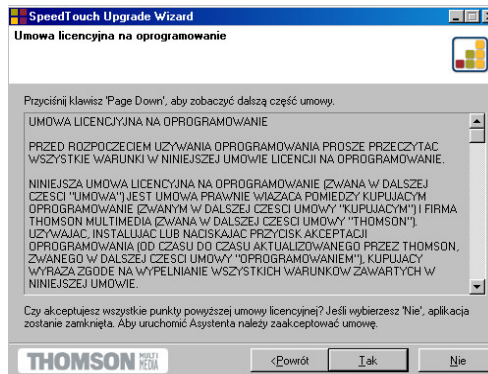 SpeedTouch Upgrade Wizard
Umowa licencyjna na oprogramowanie
Przyciśnij klawisz 'Page Down', aby zobaczyć dalszą część umowy.
UMOWA LICENCYJNA NA OPROGRAMOWANIE
PRZED ROZPOCZECIEM UZYWANIA OPROGRAMOWANIA PROSZE PRZECZYTAC
WSZYSTKIE WARUNKI W NINIEJSZEJ UMOWIE LICENCJI NA OPROGRAMOWANIE.
NINIEJSZA UMOWA LICENCYJNA NA OPROGRAMOWANIE (ZWANA W DALSZEJ
CZESCI "UMOWA") JEST UMOWA PRAWNIE WIAZACA POMIEDZY KUPUJACYM
OPROGRAMOWANIE (ZWANYM W DALSZEJ CZESCI UMOWY "KUPUJACYM") I FIRMA
THOMSON MULTIMEDIA (ZWANA W DALSZEJ CZESCI UMOWY "THOMSON").
UZYWAJAC, INSTALUJAC LUB NACISKAJAC PRZYCISK AKCEPTACJI
OPROGRAMOWANIA (OD CZASU DO CZASU AKTUALIZOWANEGO PRZEZ THOMSON,
ZWANEGO W DALSZEJ CZESCI UMOWY "OPROGRAMOWANIEM"), KUPUJACY
WYRAZA ZGODE NA WYPELNIANIE WSZYSTKICH WARUNKOW ZAWARTYCH W
NINIEJSZEJ UMOWIE.
Czy akceptujesz wszystkie punkty powyższej umowy licencyjnej? Jeśli wybierzesz 'Nie', aplikacja
zostanie zamknięta. Aby uruchomić Asystenta należy zaakceptować umowę.
THOMSON MULTI MEDIA
<Powrót
Tak
Nie